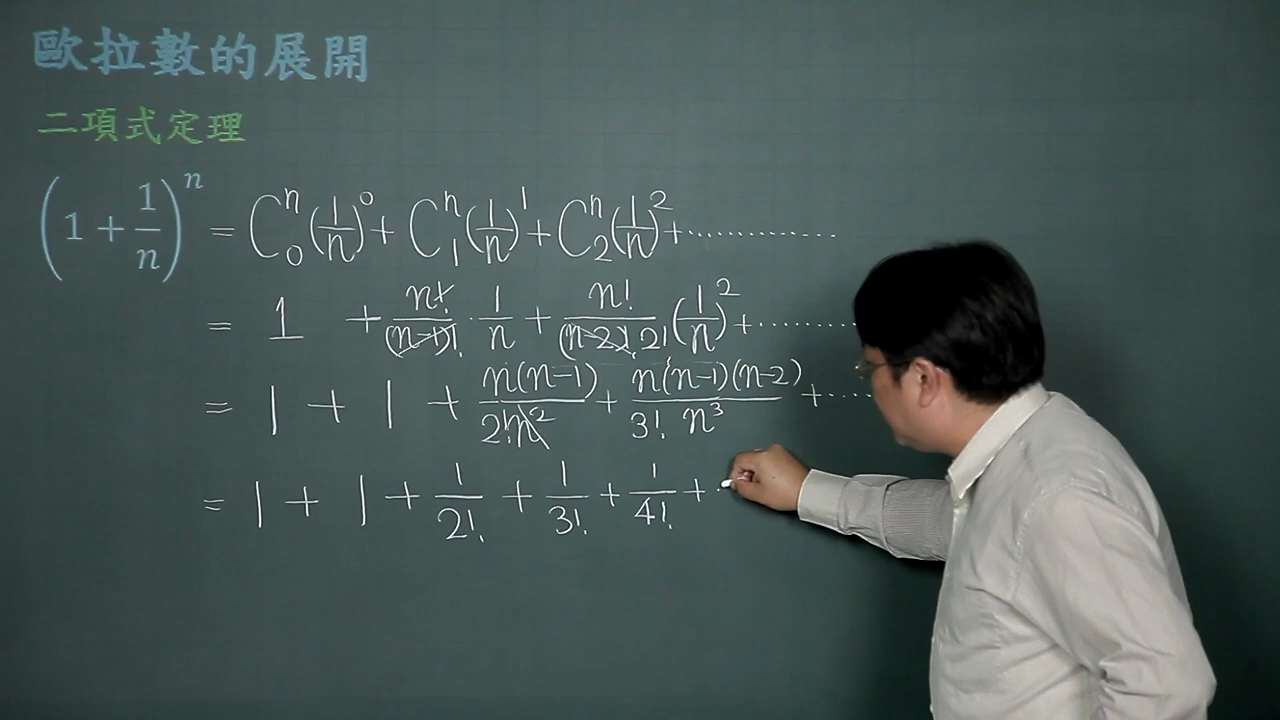 歐拉數的展開
二項式定理
(1+1/n)^n = C^n_0(1/n)^0 + C^n_1(1/n)^1 + C^n_2(1/n)^2 + ..............
= 1 + n!/(n-1)! · 1/n + n!/((n-2)! 2!) (1/n)^2 + ........
= 1 + 1 + n(n-1)/(2! n^2) + n(n-1)(n-2)/(3! n^3) + .....
= 1 + 1 + 1/2! + 1/3! + 1/4! + .